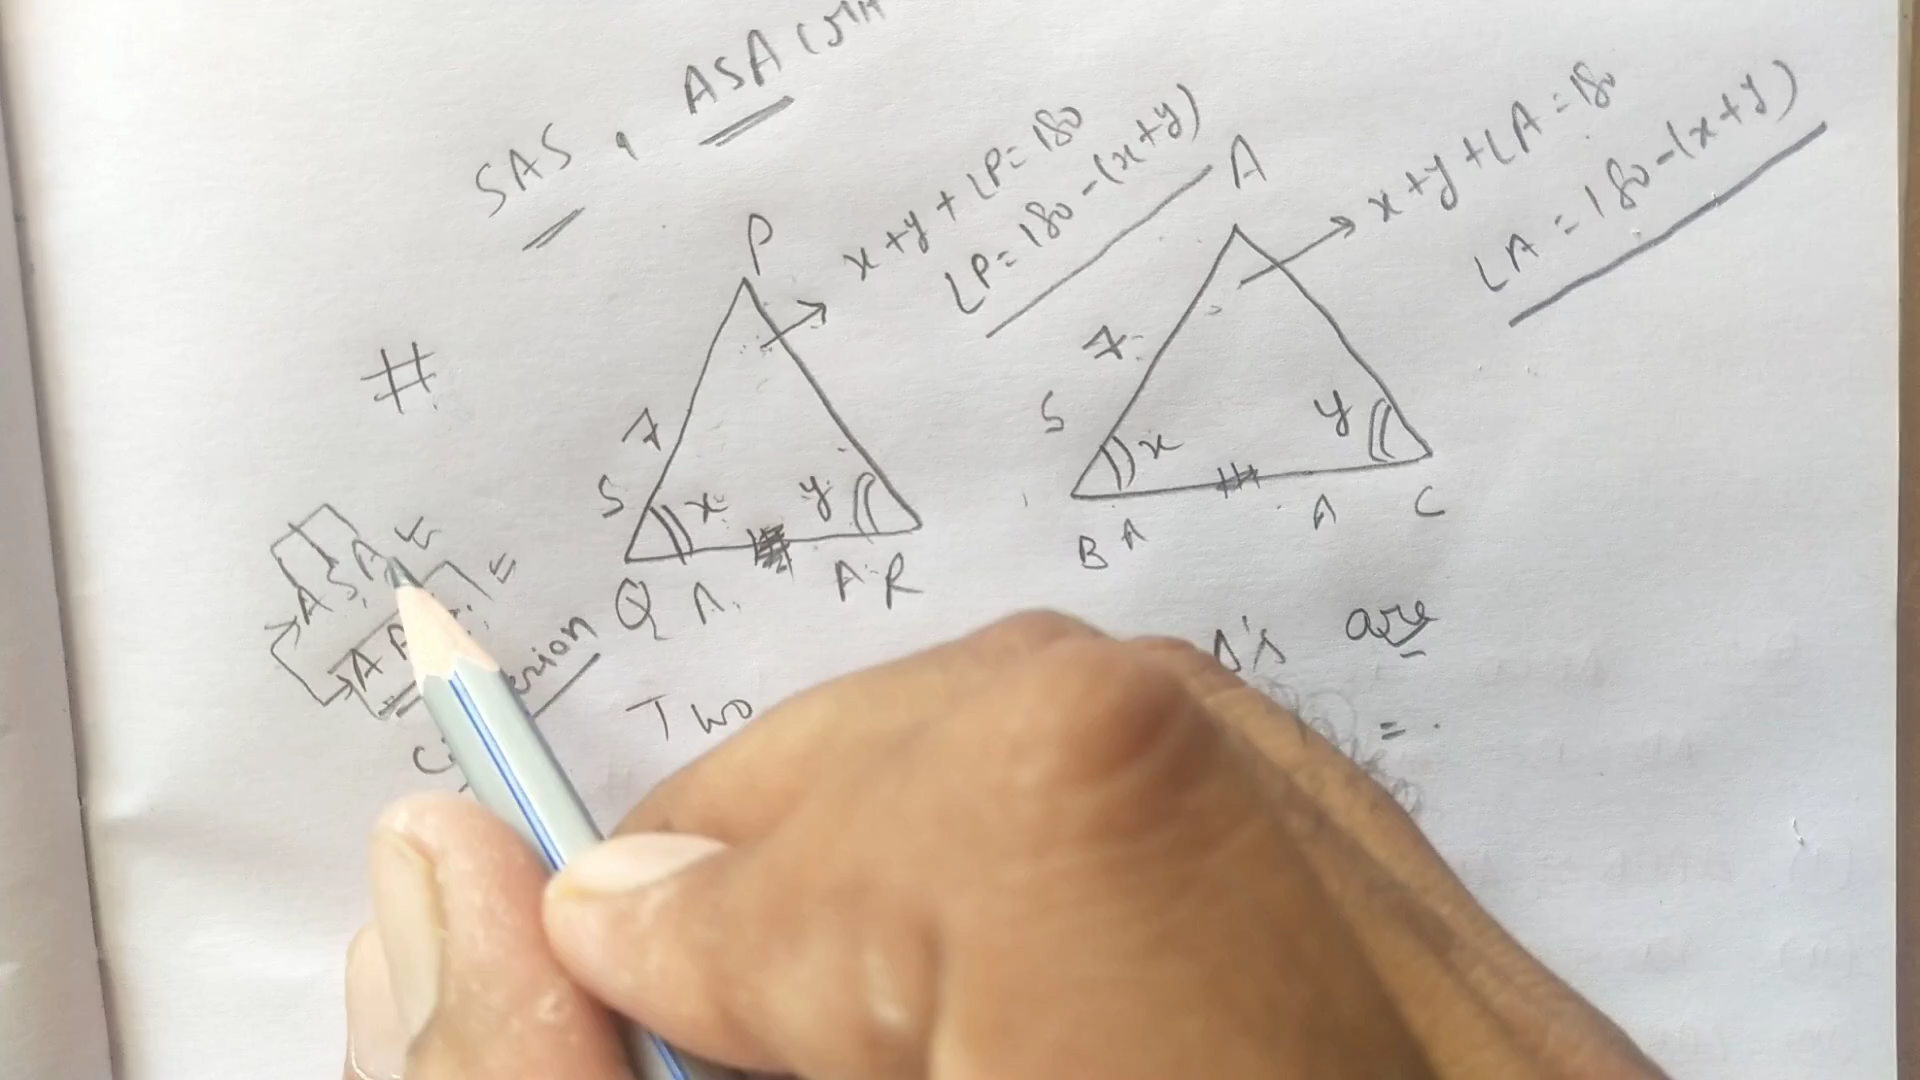 SAS, ASA
x+y+∠P=180
∠P=180-(x+y)
x+y+∠A=180
∠A=180-(x+y)
P
A
#
7
7
S
S
x
y
x
y
Q A
A R
B A
A C
ASA
Two
Δ's are
=.